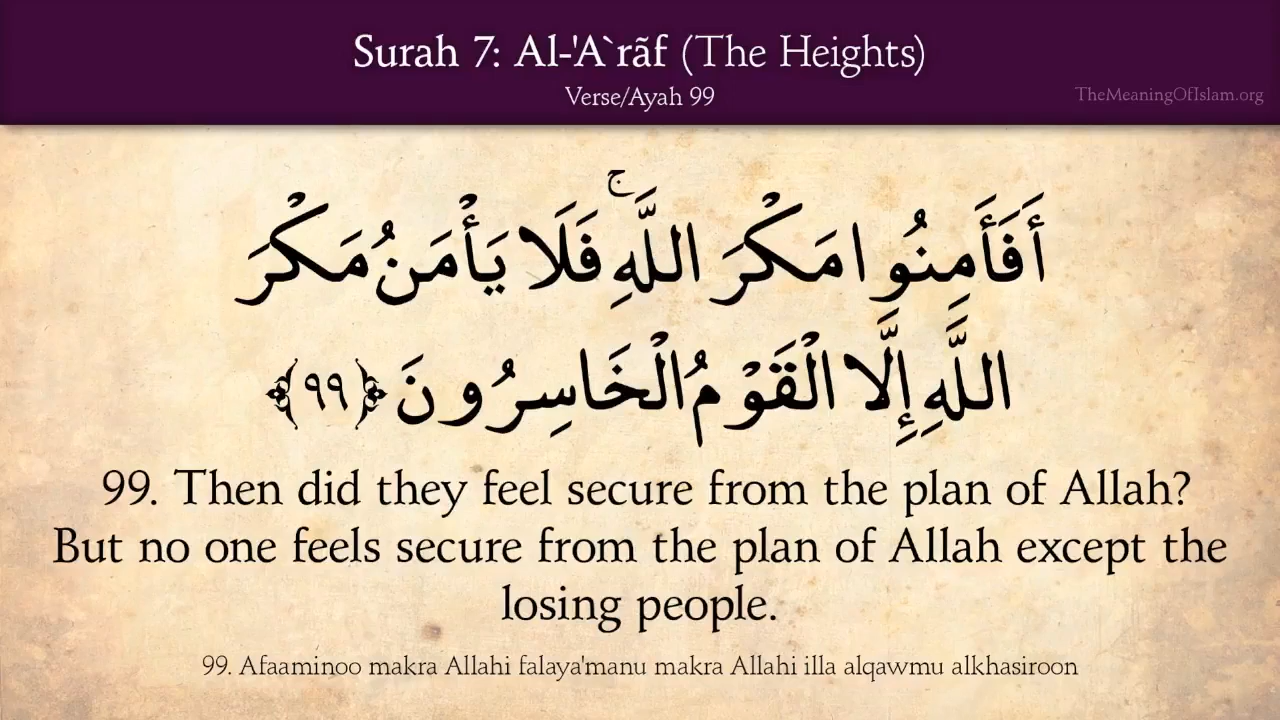 Surah 7: Al-'A`rãf (The Heights)
Verse/Ayah 99
TheMeaningOfIslam.org
أَفَأَمِنُوا مَكْرَ اللَّهِ ۚ فَلَا يَأْمَنُ مَكْرَ
اللَّهِ إِلَّا الْقَوْمُ الْخَاسِرُونَ ﴿٩٩﴾
99. Then did they feel secure from the plan of Allah?
But no one feels secure from the plan of Allah except the
losing people.
99. Afaaminoo makra Allahi falaya'manu makra Allahi illa alqawmu alkhasiroon